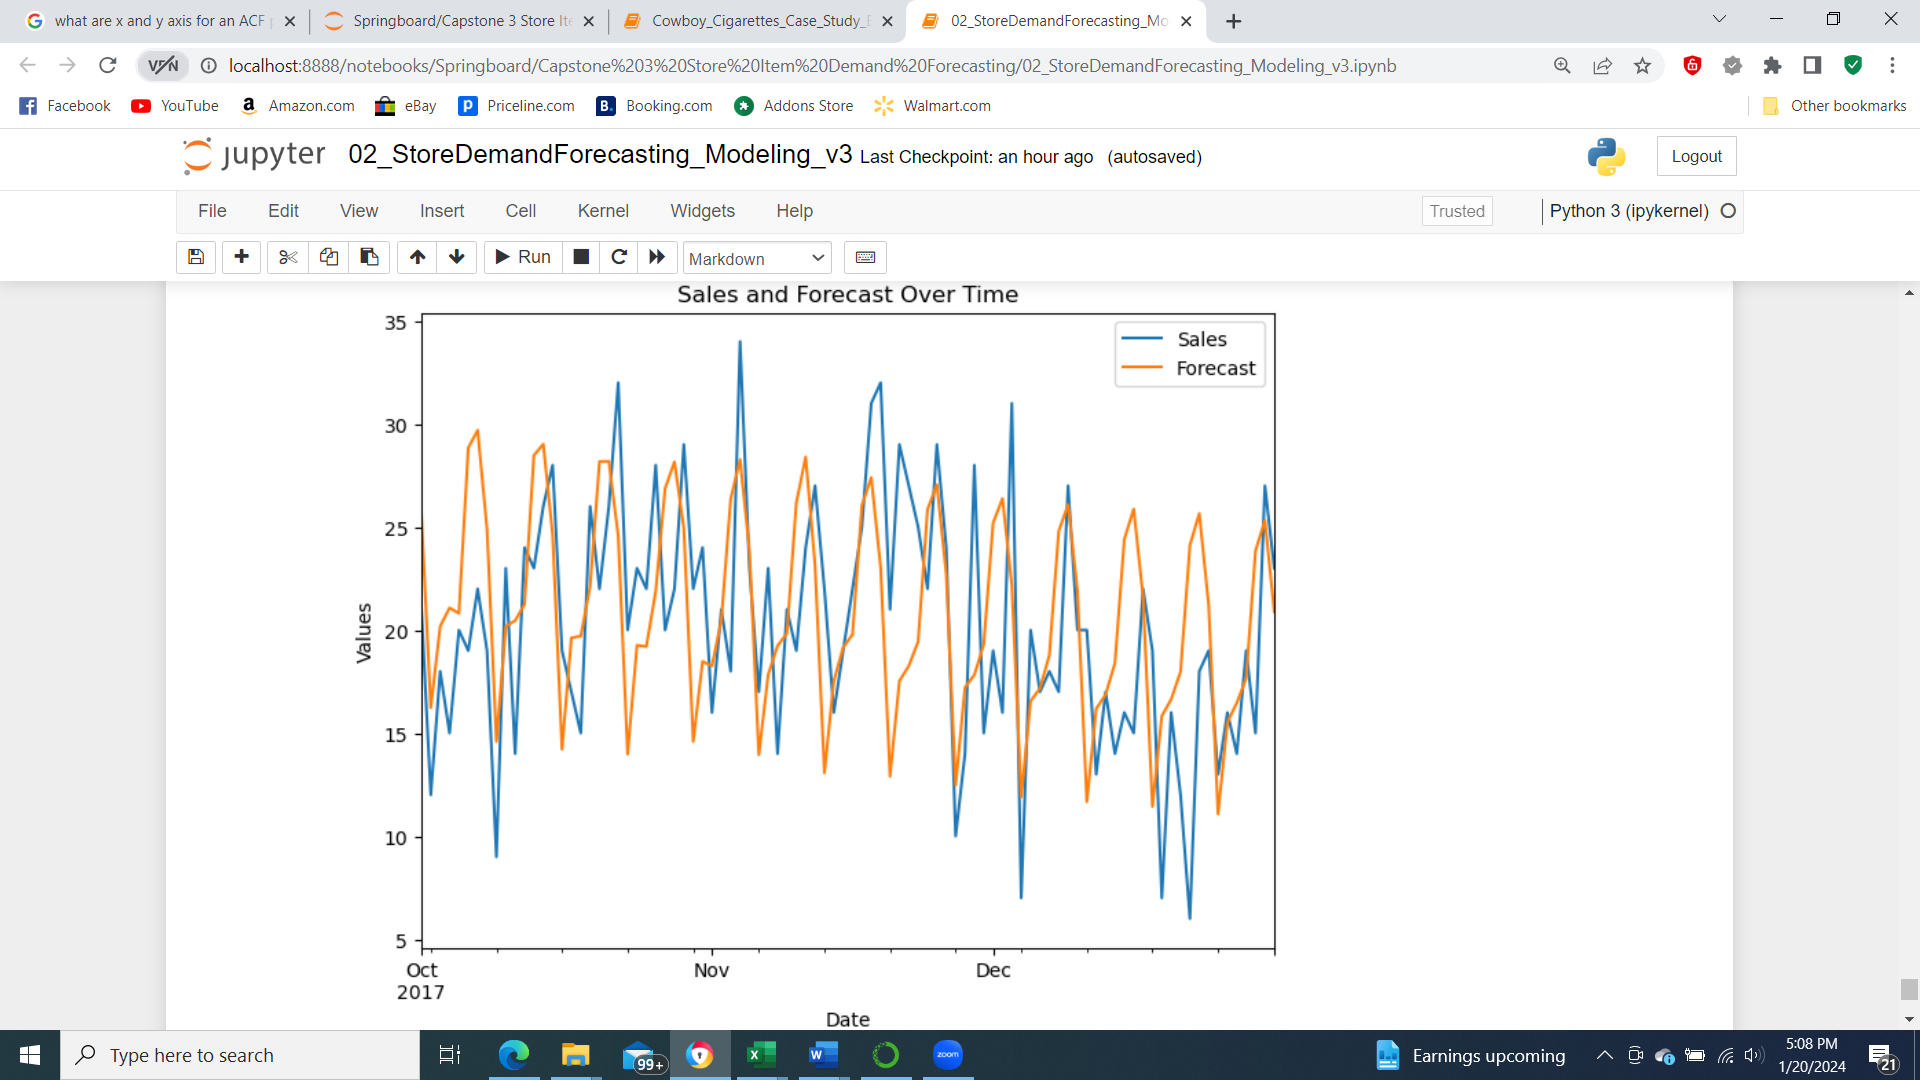 what are x and y axis for an ACF
Springboard/Capstone 3 Store It
Cowboy_Cigarettes_Case_Study_
02_StoreDemandForecasting_Mo
VPN
localhost:8888/notebooks/Springboard/Capstone%203%20Store%20Item%20Demand%20Forecasting/02_StoreDemandForecasting_Modeling_v3.ipynb
Facebook
YouTube
Amazon.com
eBay
Priceline.com
Booking.com
Addons Store
Walmart.com
Other bookmarks
jupyter
02_StoreDemandForecasting_Modeling_v3 Last Checkpoint: an hour ago (autosaved)
Logout
File
Edit
View
Insert
Cell
Kernel
Widgets
Help
Trusted
Python 3 (ipykernel)
Run
Markdown
Sales and Forecast Over Time
Sales
Forecast
35
30
25
20
15
10
5
Values
Oct
2017
Nov
Dec
Date
Type here to search
99+
zoom
Earnings upcoming
5:08 PM
1/20/2024
21